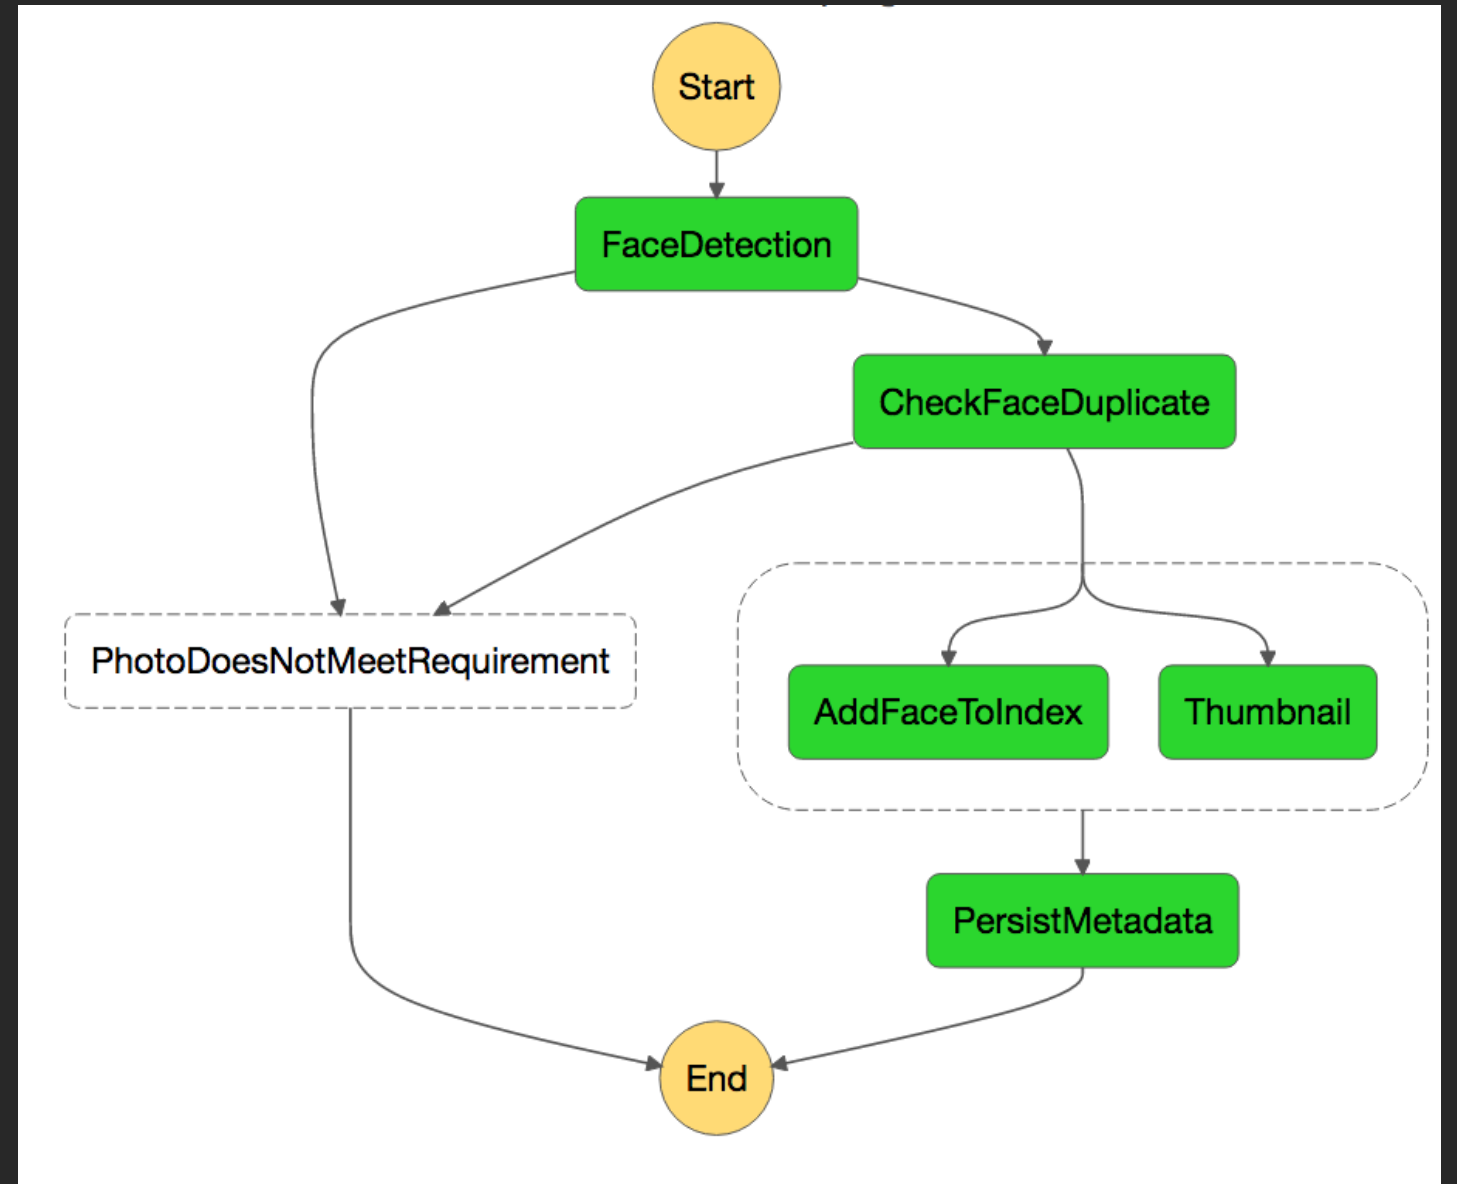 Start
FaceDetection
CheckFaceDuplicate
PhotoDoesNotMeetRequirement
AddFaceToIndex
Thumbnail
PersistMetadata
End